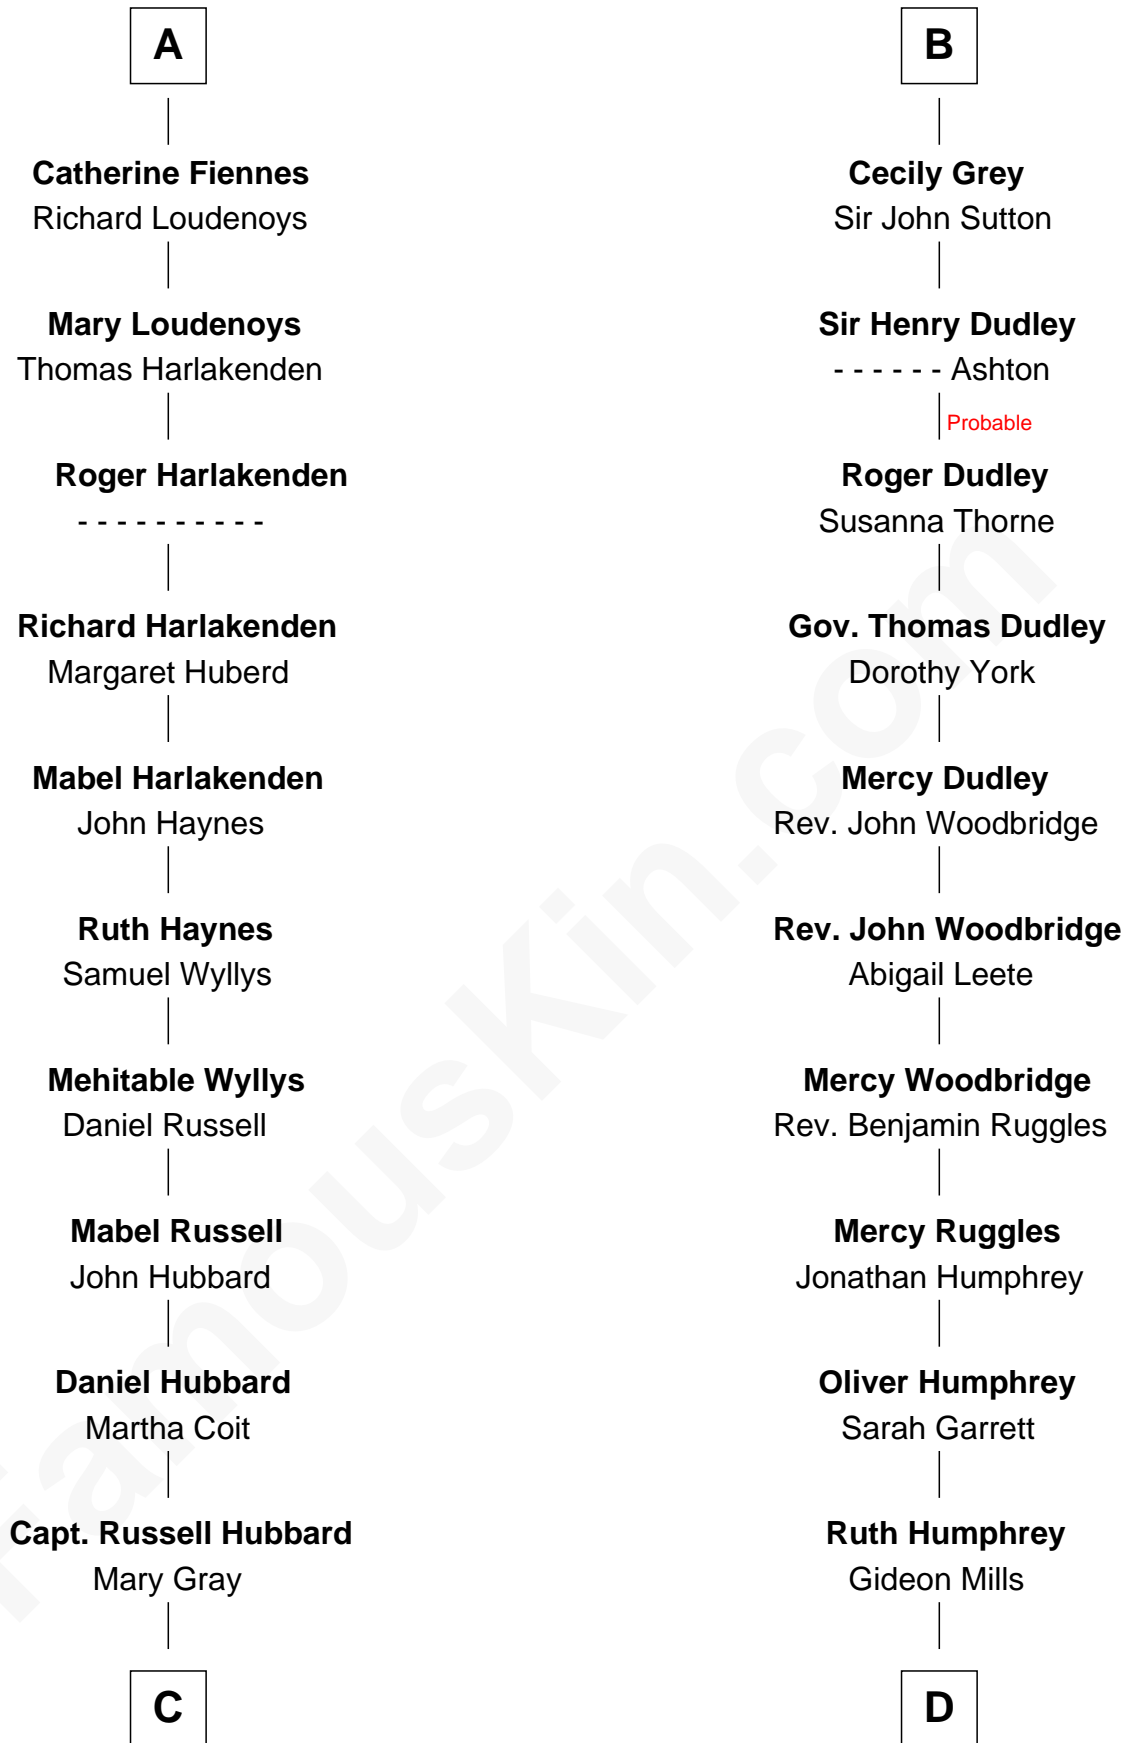 A
Catherine Fiennes
Richard Loudenoys
Mary Loudenoys
Thomas Harlakenden
Roger Harlakenden
- - - - - - - - - -
Richard Harlakenden
Margaret Huberd
Mabel Harlakenden
John Haynes
Ruth Haynes
Samuel Wyllys
Mehitable Wyllys
Daniel Russell
Mabel Russell
John Hubbard
Daniel Hubbard
Martha Coit
Capt. Russell Hubbard
Mary Gray
C
B
Cecily Grey
Sir John Sutton
Sir Henry Dudley
- - - - - - Ashton
Probable
Roger Dudley
Susanna Thorne
Gov. Thomas Dudley
Dorothy York
Mercy Dudley
Rev. John Woodbridge
Rev. John Woodbridge
Abigail Leete
Mercy Woodbridge
Rev. Benjamin Ruggles
Mercy Ruggles
Jonathan Humphrey
Oliver Humphrey
Sarah Garrett
Ruth Humphrey
Gideon Mills
D
FamousKin.com